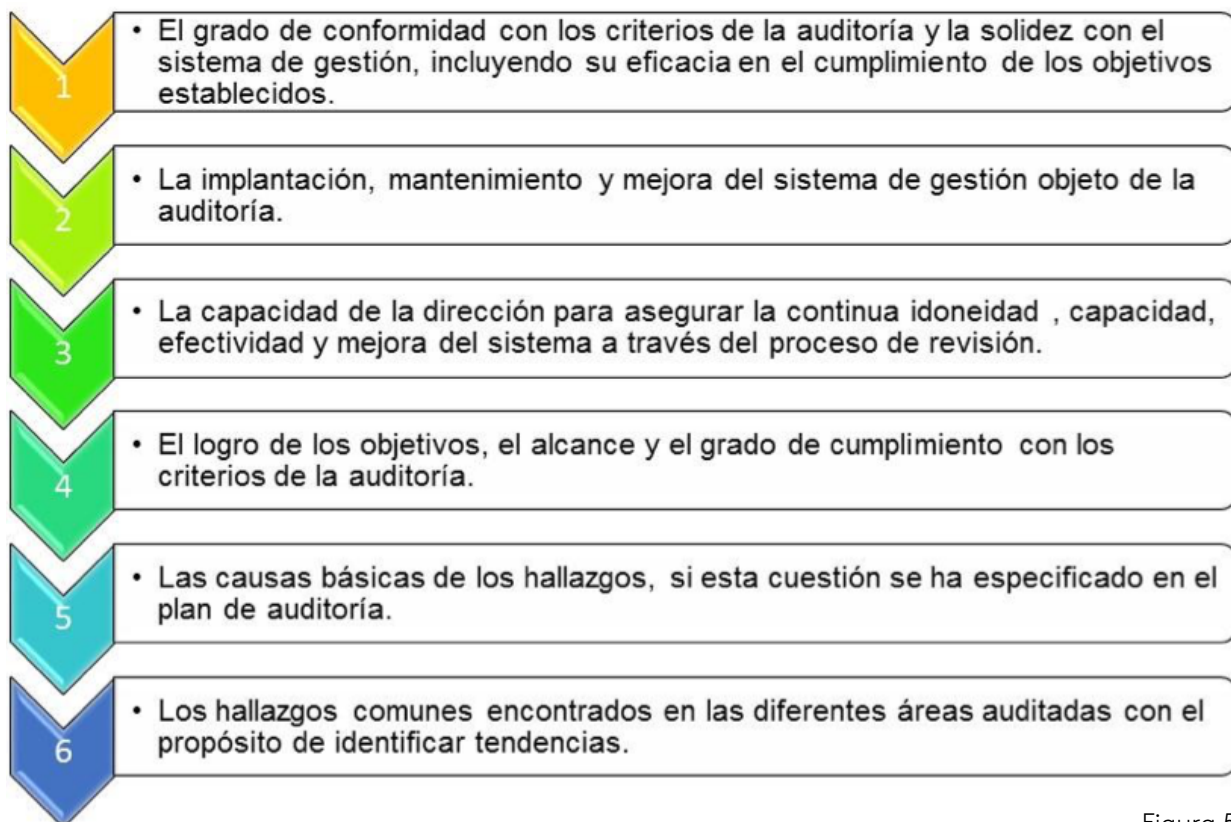 1
• El grado de conformidad con los criterios de la auditoría y la solidez con el
sistema de gestión, incluyendo su eficacia en el cumplimiento de los objetivos
establecidos.
2
• La implantación, mantenimiento y mejora del sistema de gestión objeto de la
auditoría.
3
• La capacidad de la dirección para asegurar la continua idoneidad , capacidad,
efectividad y mejora del sistema a través del proceso de revisión.
4
• El logro de los objetivos, el alcance y el grado de cumplimiento con los
criterios de la auditoría.
5
• Las causas básicas de los hallazgos, si esta cuestión se ha especificado en el
plan de auditoría.
6
• Los hallazgos comunes encontrados en las diferentes áreas auditadas con el
propósito de identificar tendencias.
Figura